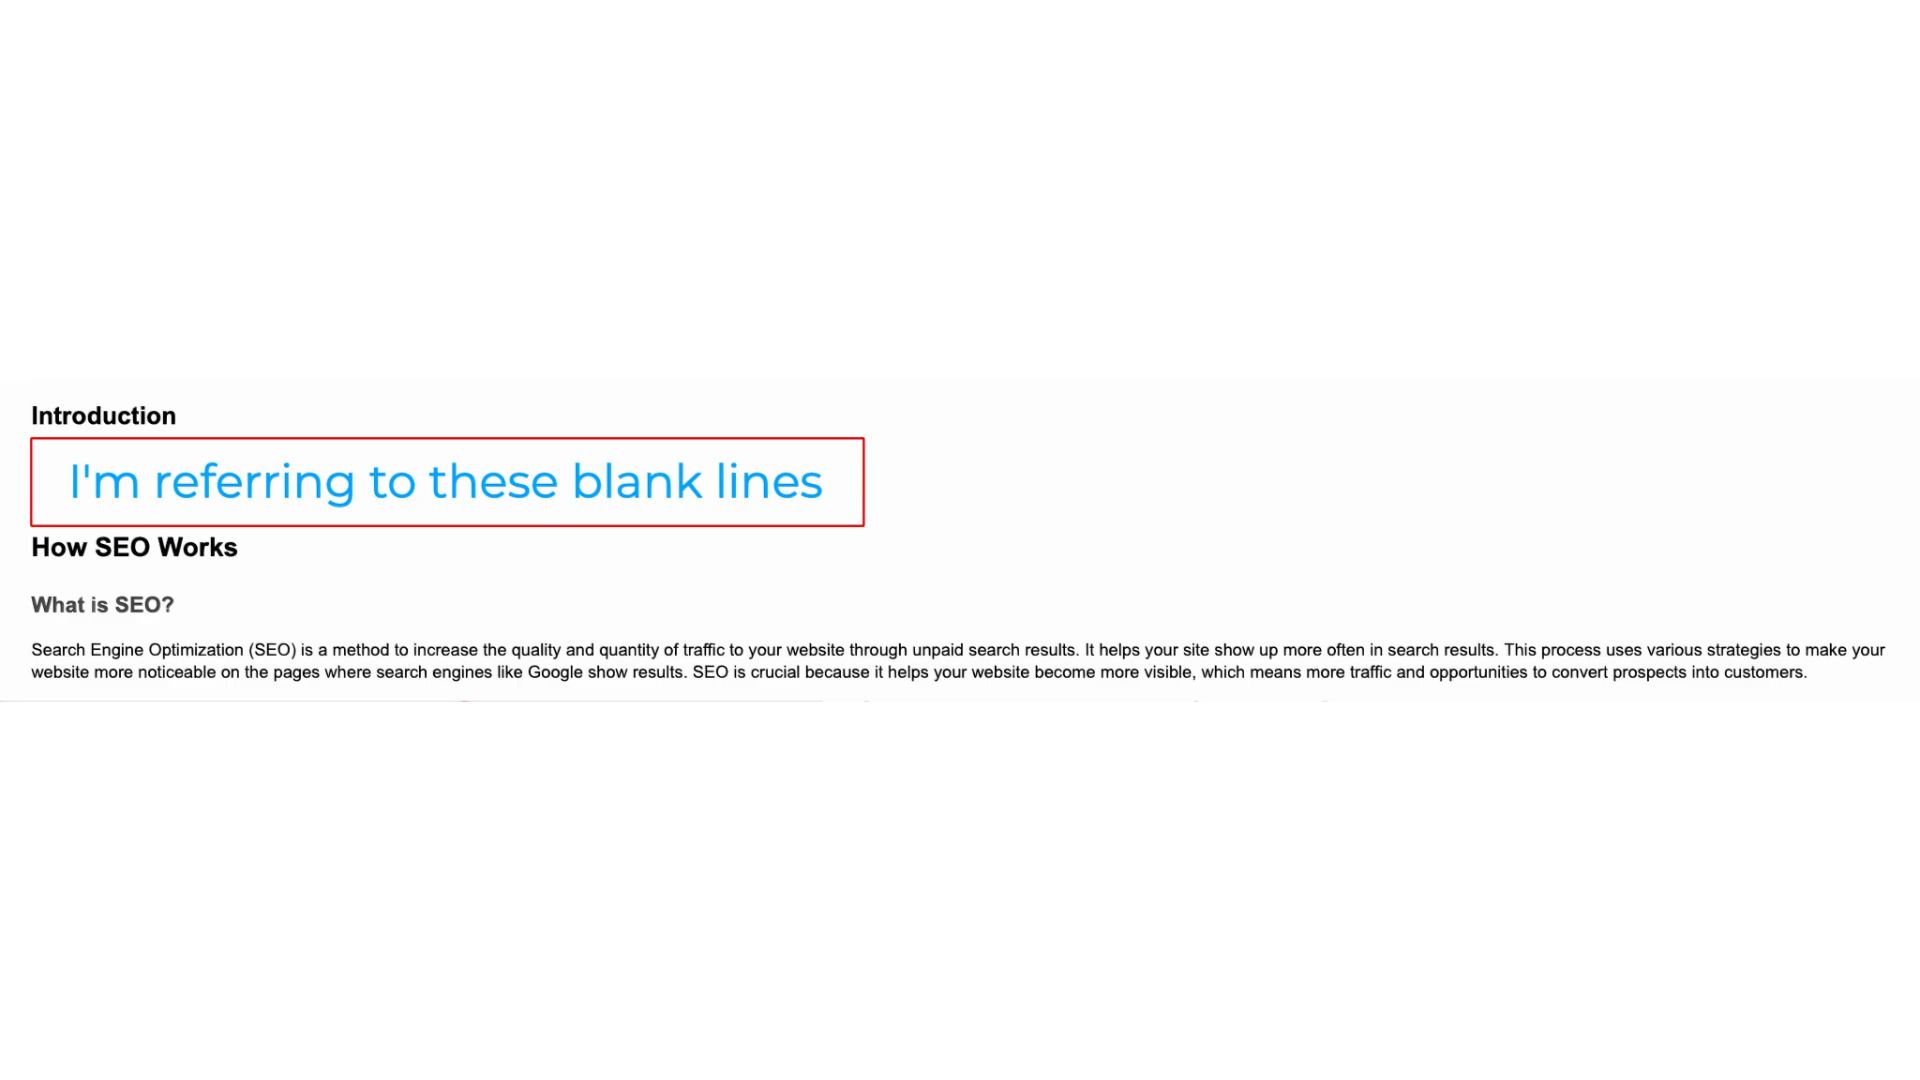 Introduction
I'm referring to these blank lines
How SEO Works
What is SEO?
Search Engine Optimization (SEO) is a method to increase the quality and quantity of traffic to your website through unpaid search results. It helps your site show up more often in search results. This process uses various strategies to make your
website more noticeable on the pages where search engines like Google show results. SEO is crucial because it helps your website become more visible, which means more traffic and opportunities to convert prospects into customers.